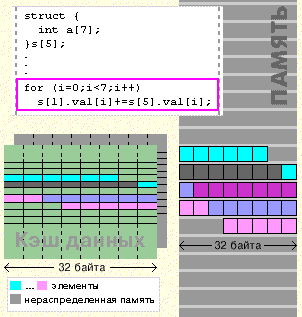 struct {
int a[7];
}s[5];
.
.
.
for (i=0;i<7;i++)
s[1].val[i]+=s[5].val[i];
пАМЯТЬ
Кэш данных
32 байта
32 байта
... элементы
нераспределенная память